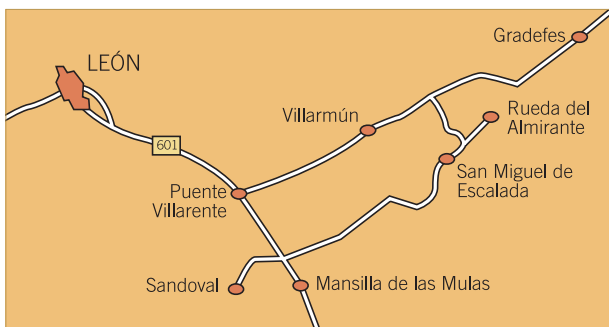 Gradefes
LEÓN
Rueda del
Almirante
Villarmún
601
San Miguel de
Escalada
Puente
Villarente
Sandoval
Mansilla de las Mulas